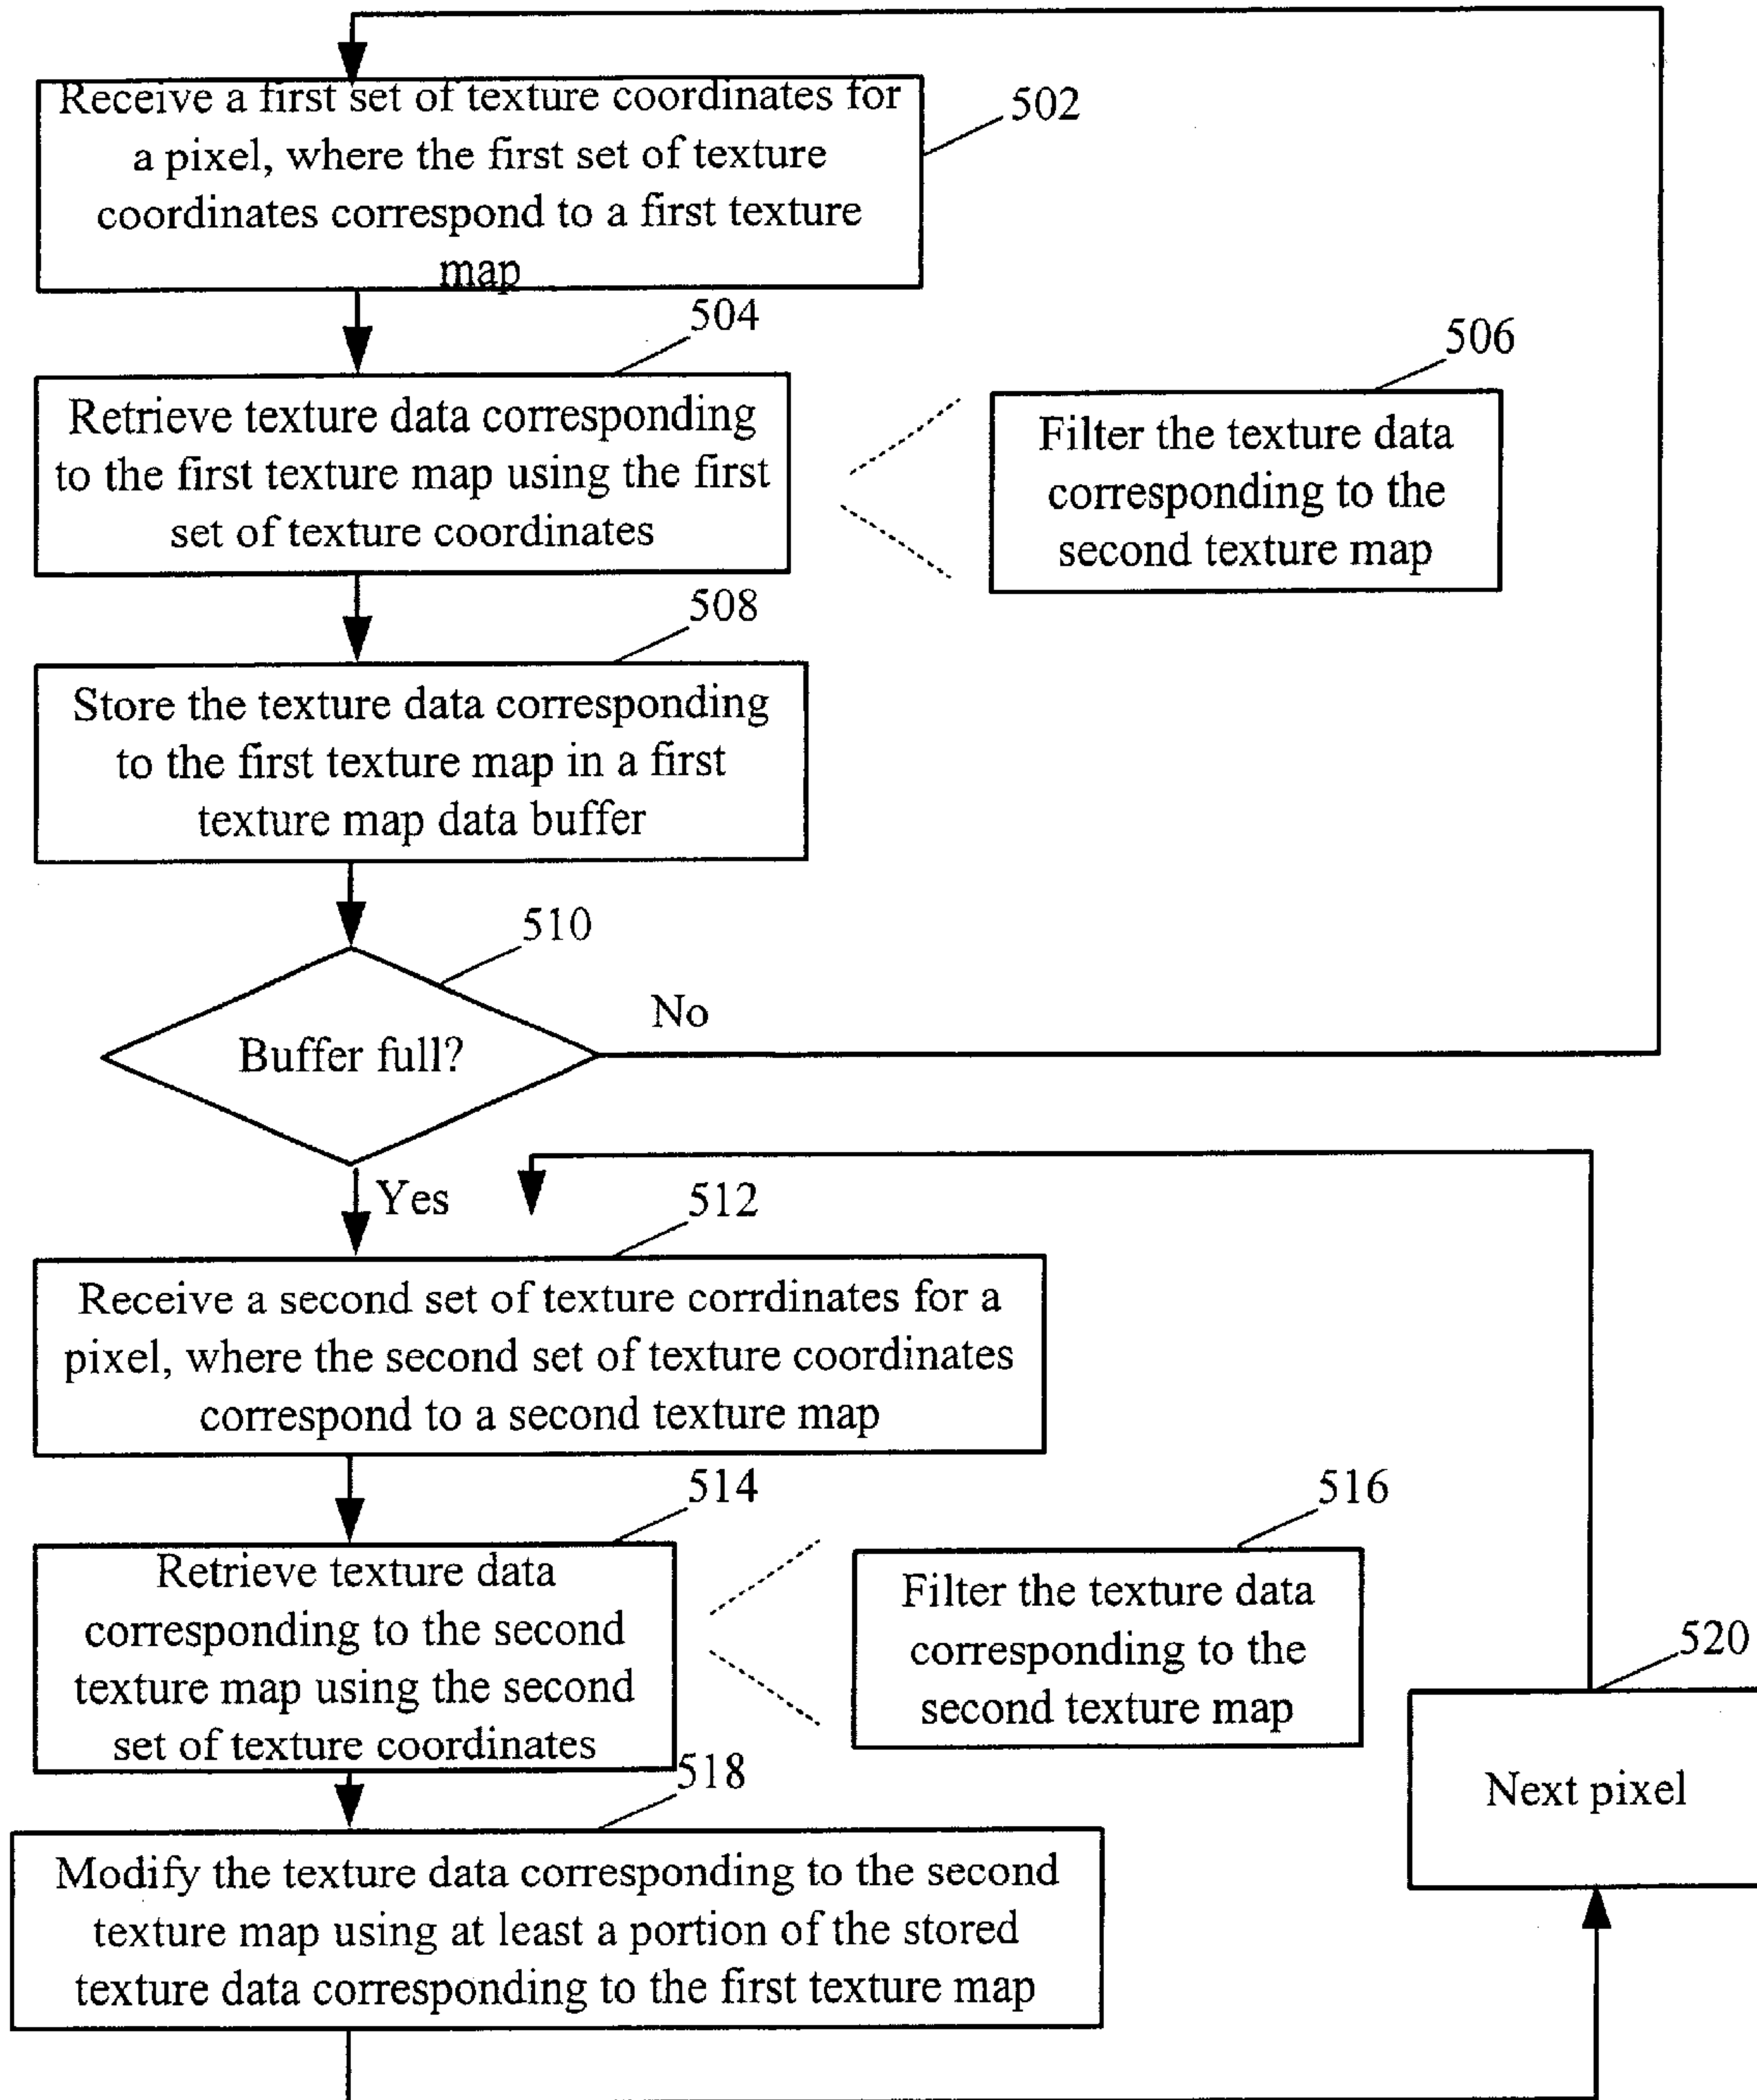 Receive a first set of texture coordinates for
a pixel, where the first set of texture
coordinates correspond to a first texture
map
502
504
Retrieve texture data corresponding
to the first texture map using the first
set of texture coordinates
506
Filter the texture data
corresponding to the
second texture map
508
Store the texture data corresponding
to the first texture map in a first
texture map data buffer
510
Buffer full?
No
Yes
512
Receive a second set of texture corrdinates for a
pixel, where the second set of texture coordinates
correspond to a second texture map
514
Retrieve texture data
corresponding to the second
texture map using the second
set of texture coordinates
516
Filter the texture data
corresponding to the
second texture map
520
Next pixel
518
Modify the texture data corresponding to the second
texture map using at least a portion of the stored
texture data corresponding to the first texture map